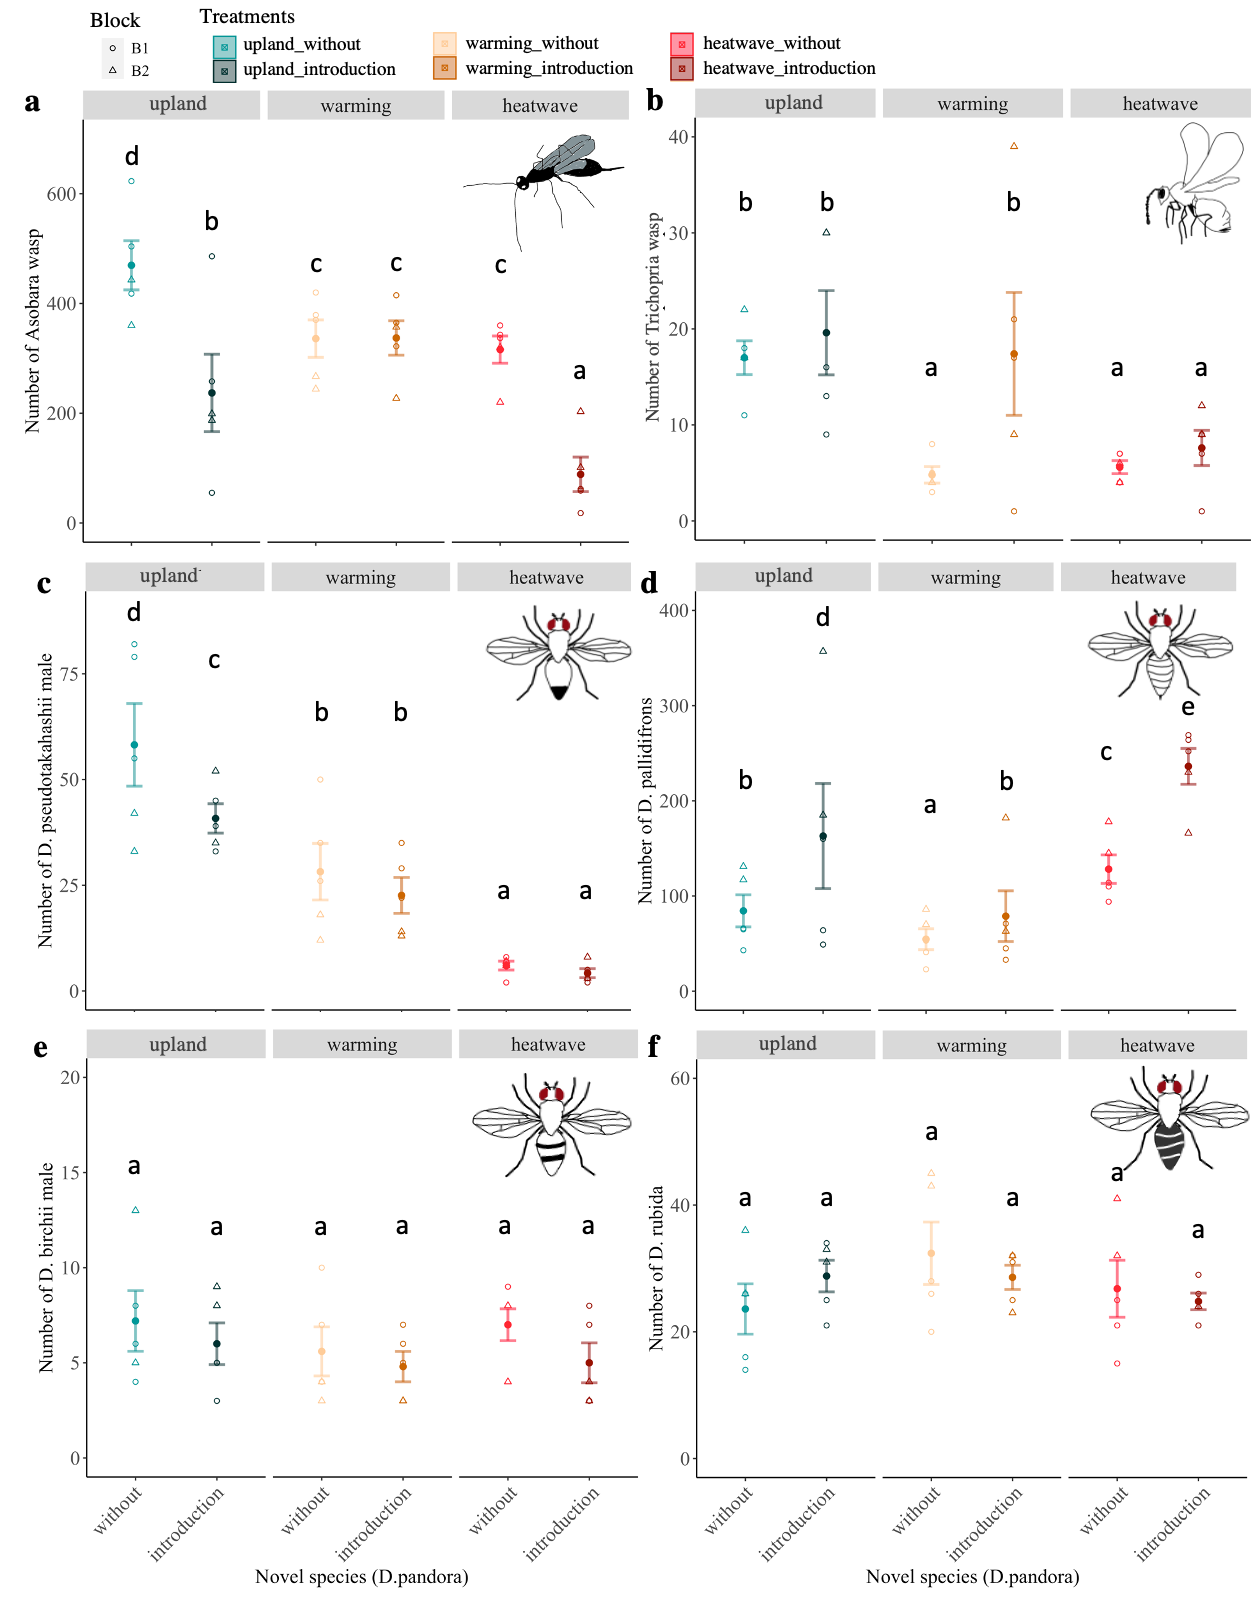 Block
B1
B2
Treatments
upland_without
upland_introduction
warming_without
warming_introduction
heatwave_without
heatwave_introduction
a
upland
warming
heatwave
Number of Asobara wasp
600
400
200
0
d
b
c
c
c
a
b
upland
warming
heatwave
Number of Trichopria wasp
40
30
20
10
0
b
b
a
b
a
a
c
upland
warming
heatwave
Number of D. pseudotakahashii male
75
50
25
0
d
c
b
b
a
a
d
upland
warming
heatwave
Number of D. pallidifrons
400
300
200
100
0
b
d
a
b
c
e
e
upland
warming
heatwave
Number of D. birchii male
20
15
10
5
0
a
a
a
a
a
a
without
introduction
without
introduction
without
introduction
Novel species (D.pandora)
f
upland
warming
heatwave
Number of D. rubida
60
40
20
0
a
a
a
a
a
a
without
introduction
without
introduction
without
introduction
Novel species (D.pandora)